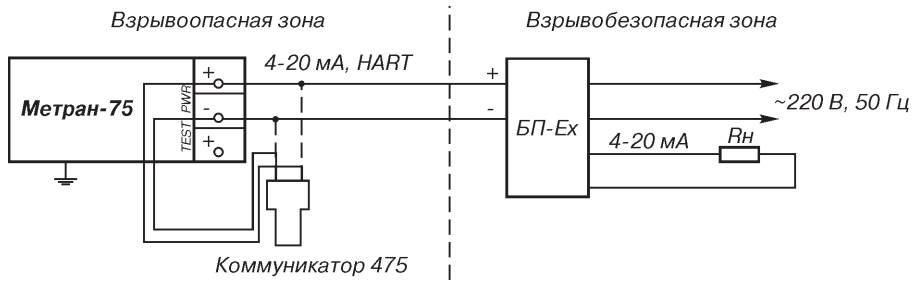 Взрывоопасная зона
Взрывобезопасная зона
4-20 мА, HART
Метран-75
PWR
TEST
+
-
+
+
-
БП-Ех
~220 В, 50 Гц
4-20 мА
Rн
Коммуникатор 475